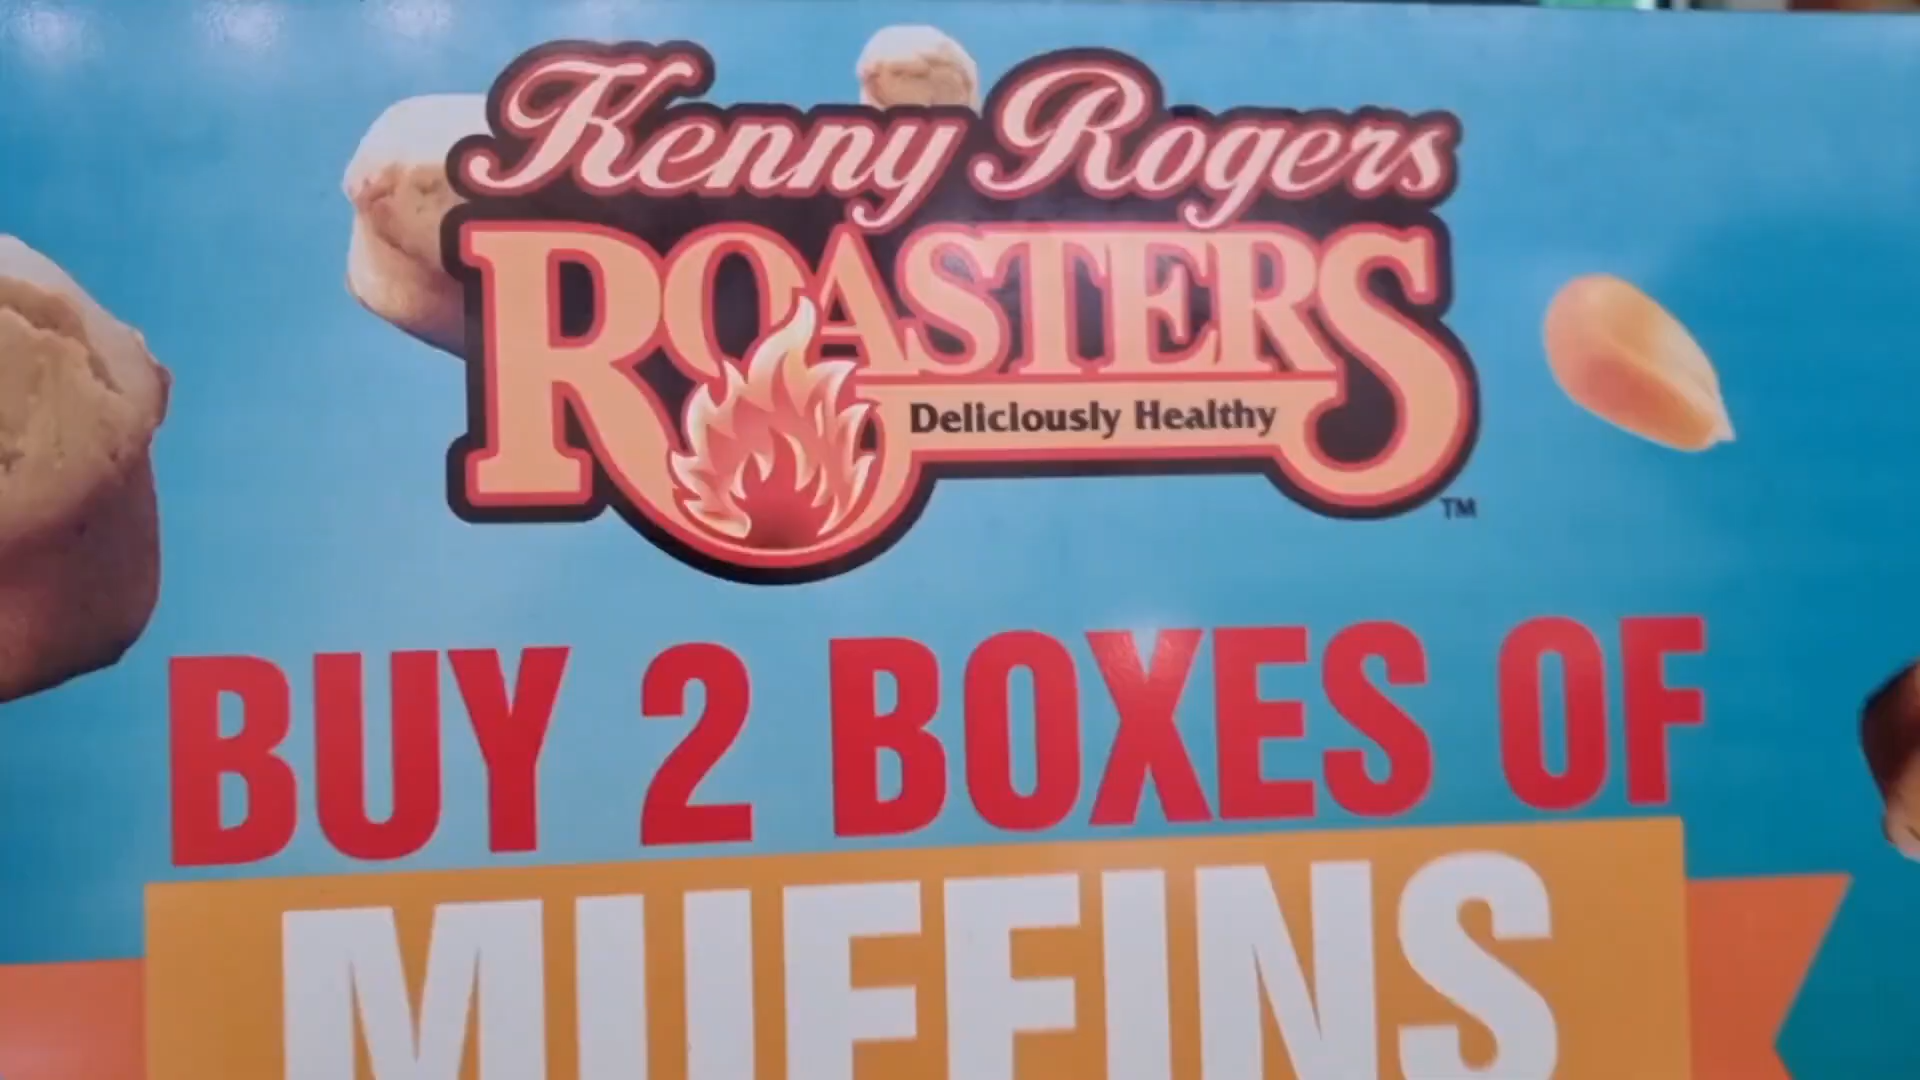 Kenny Rogers
ROASTERS
Deliciously Healthy
TM
BUY 2 BOXES OF
MUFFINS